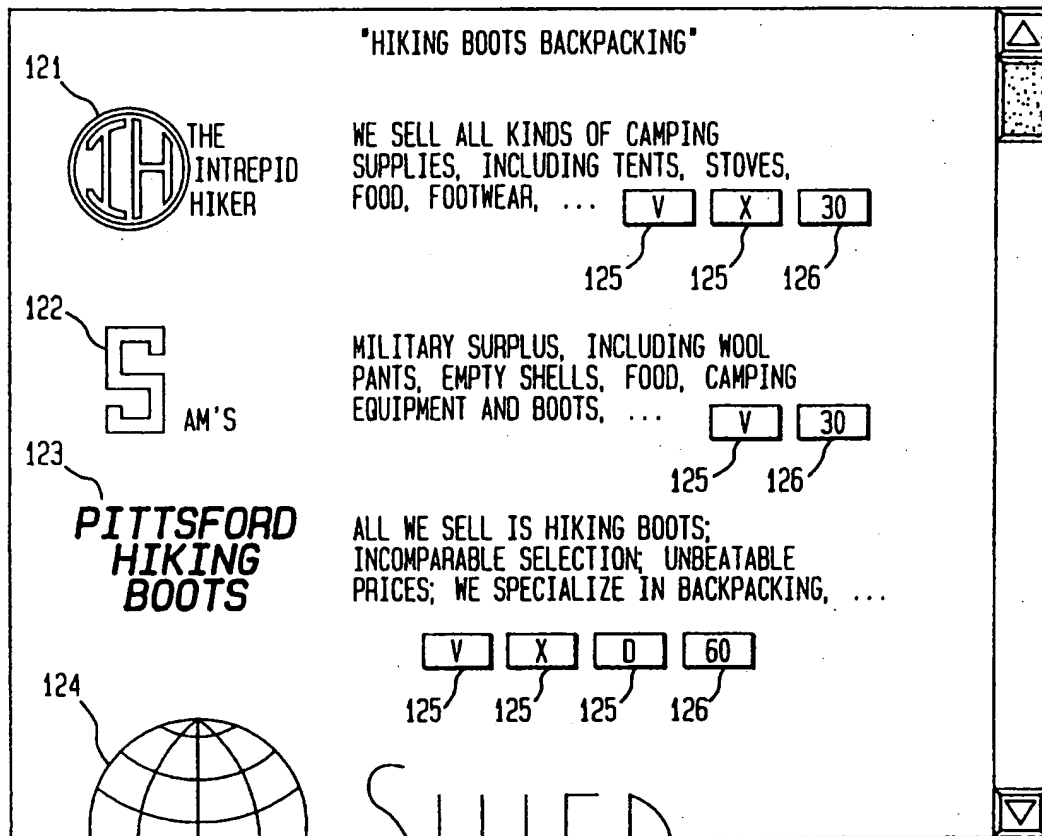 "HIKING BOOTS BACKPACKING"
121
IH
THE
INTREPID
HIKER
WE SELL ALL KINDS OF CAMPING
SUPPLIES, INCLUDING TENTS, STOVES,
FOOD, FOOTWEAR, ...
V X 30
125 125 126
122
S
AM'S
MILITARY SURPLUS, INCLUDING WOOL
PANTS, EMPTY SHELLS, FOOD, CAMPING
EQUIPMENT AND BOOTS, ...
V 30
125 126
123
PITTSFORD
HIKING
BOOTS
ALL WE SELL IS HIKING BOOTS;
INCOMPARABLE SELECTION; UNBEATABLE
PRICES; WE SPECIALIZE IN BACKPACKING, ...
V X D 60
125 125 125 126
124